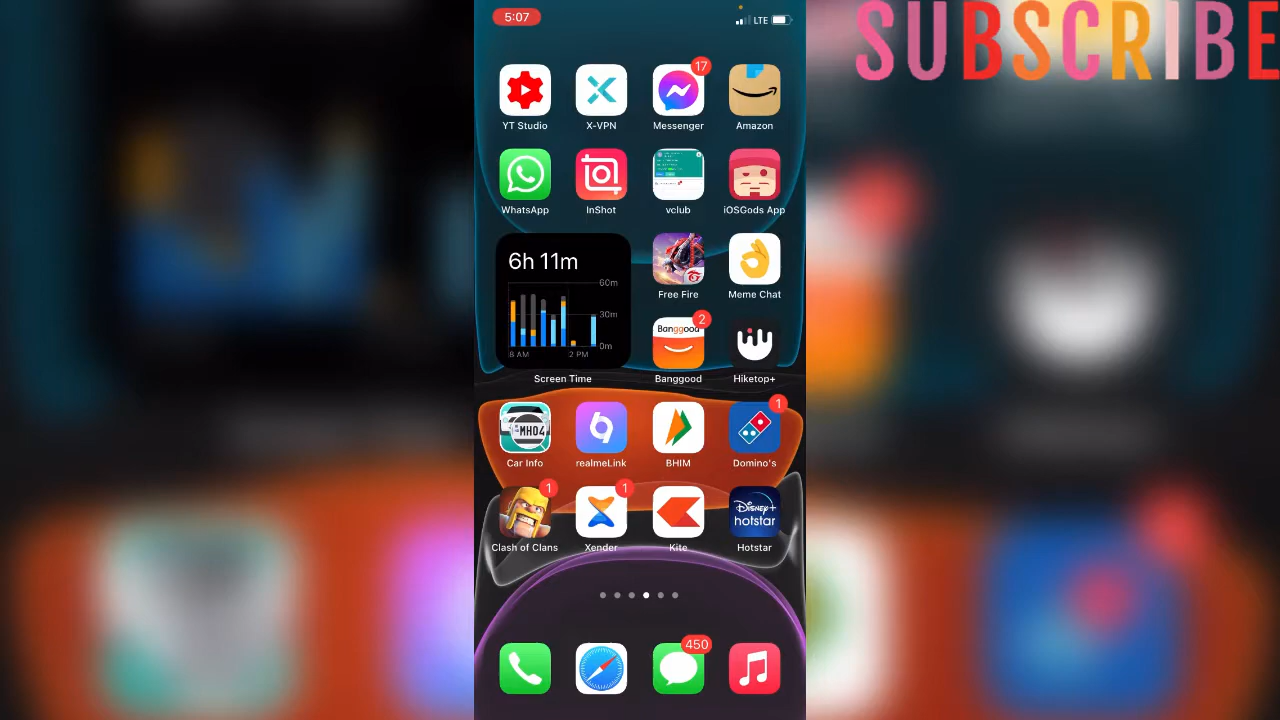 5:07
LTE
SUBSCRIBE
17
YT Studio
X-VPN
Messenger
Amazon
WhatsApp
InShot
vclub
iOSGods App
6h 11m
60m
30m
0m
8 AM
2 PM
Screen Time
Free Fire
Meme Chat
2
Banggood
Banggood
Hiketop+
MH04
1
Car Info
realmeLink
BHIM
Domino's
1
1
Disney+
hotstar
Clash of Clans
Xender
Kite
Hotstar
450